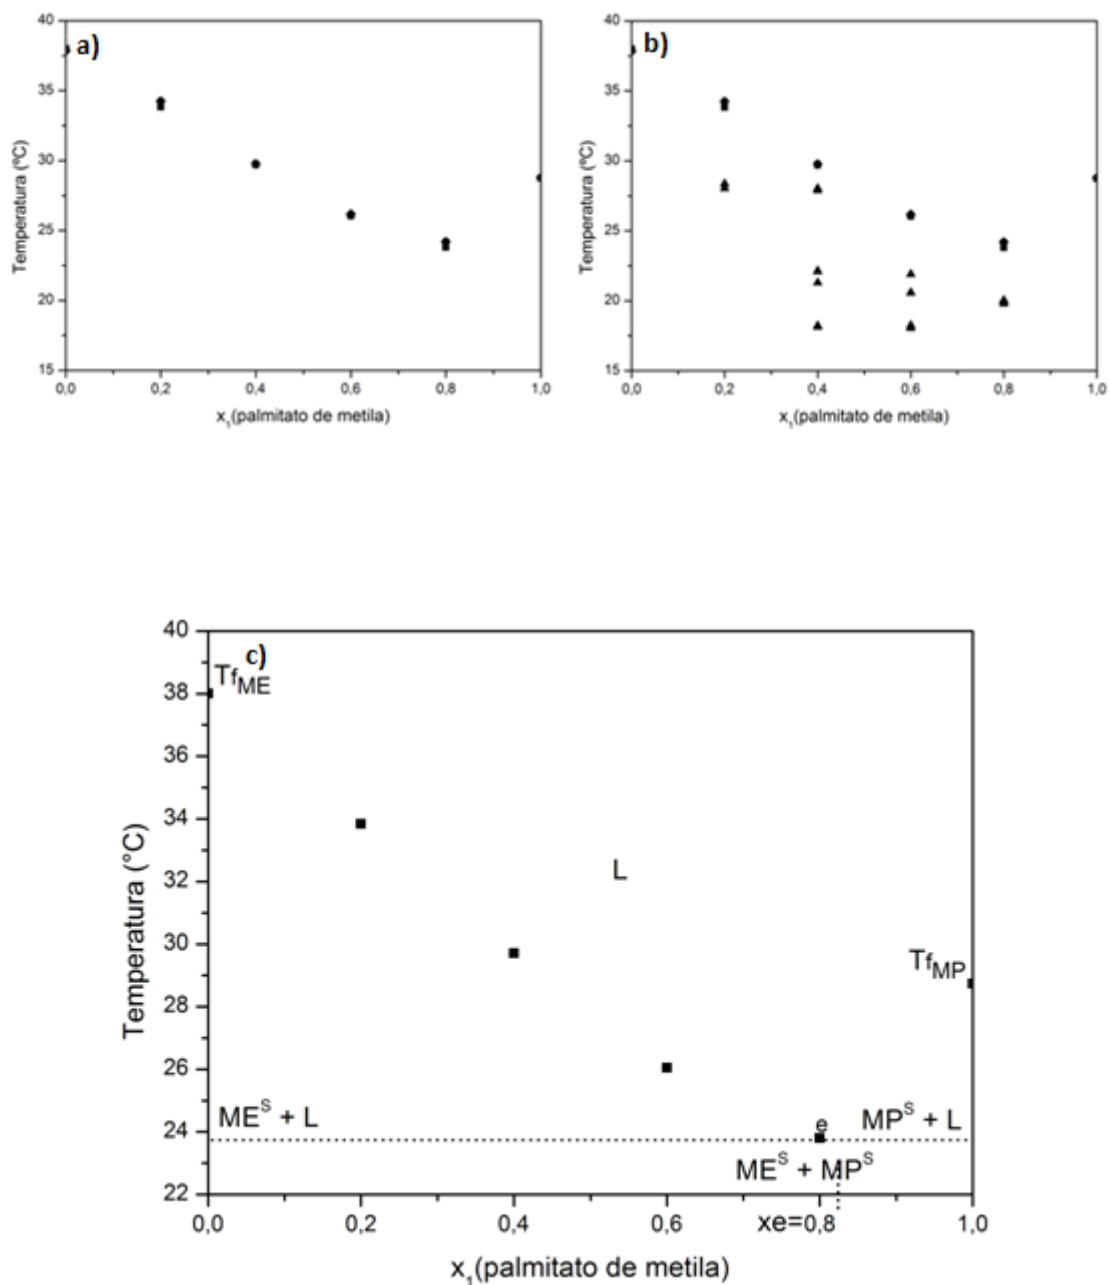 a)
40
35
30
25
20
15
Temperatura (ºC)
0,0 0,2 0,4 0,6 0,8 1,0
x1(palmitato de metila)
b)
40
35
30
25
20
15
Temperatura (ºC)
0,0 0,2 0,4 0,6 0,8 1,0
x1(palmitato de metila)
c)
40
38
36
34
32
30
28
26
24
22
Temperatura (°C)
TfME
L
TfMP
MES + L
e
MPS + L
MES + MPS
0,0 0,2 0,4 0,6 xe=0,8 1,0
x1(palmitato de metila)